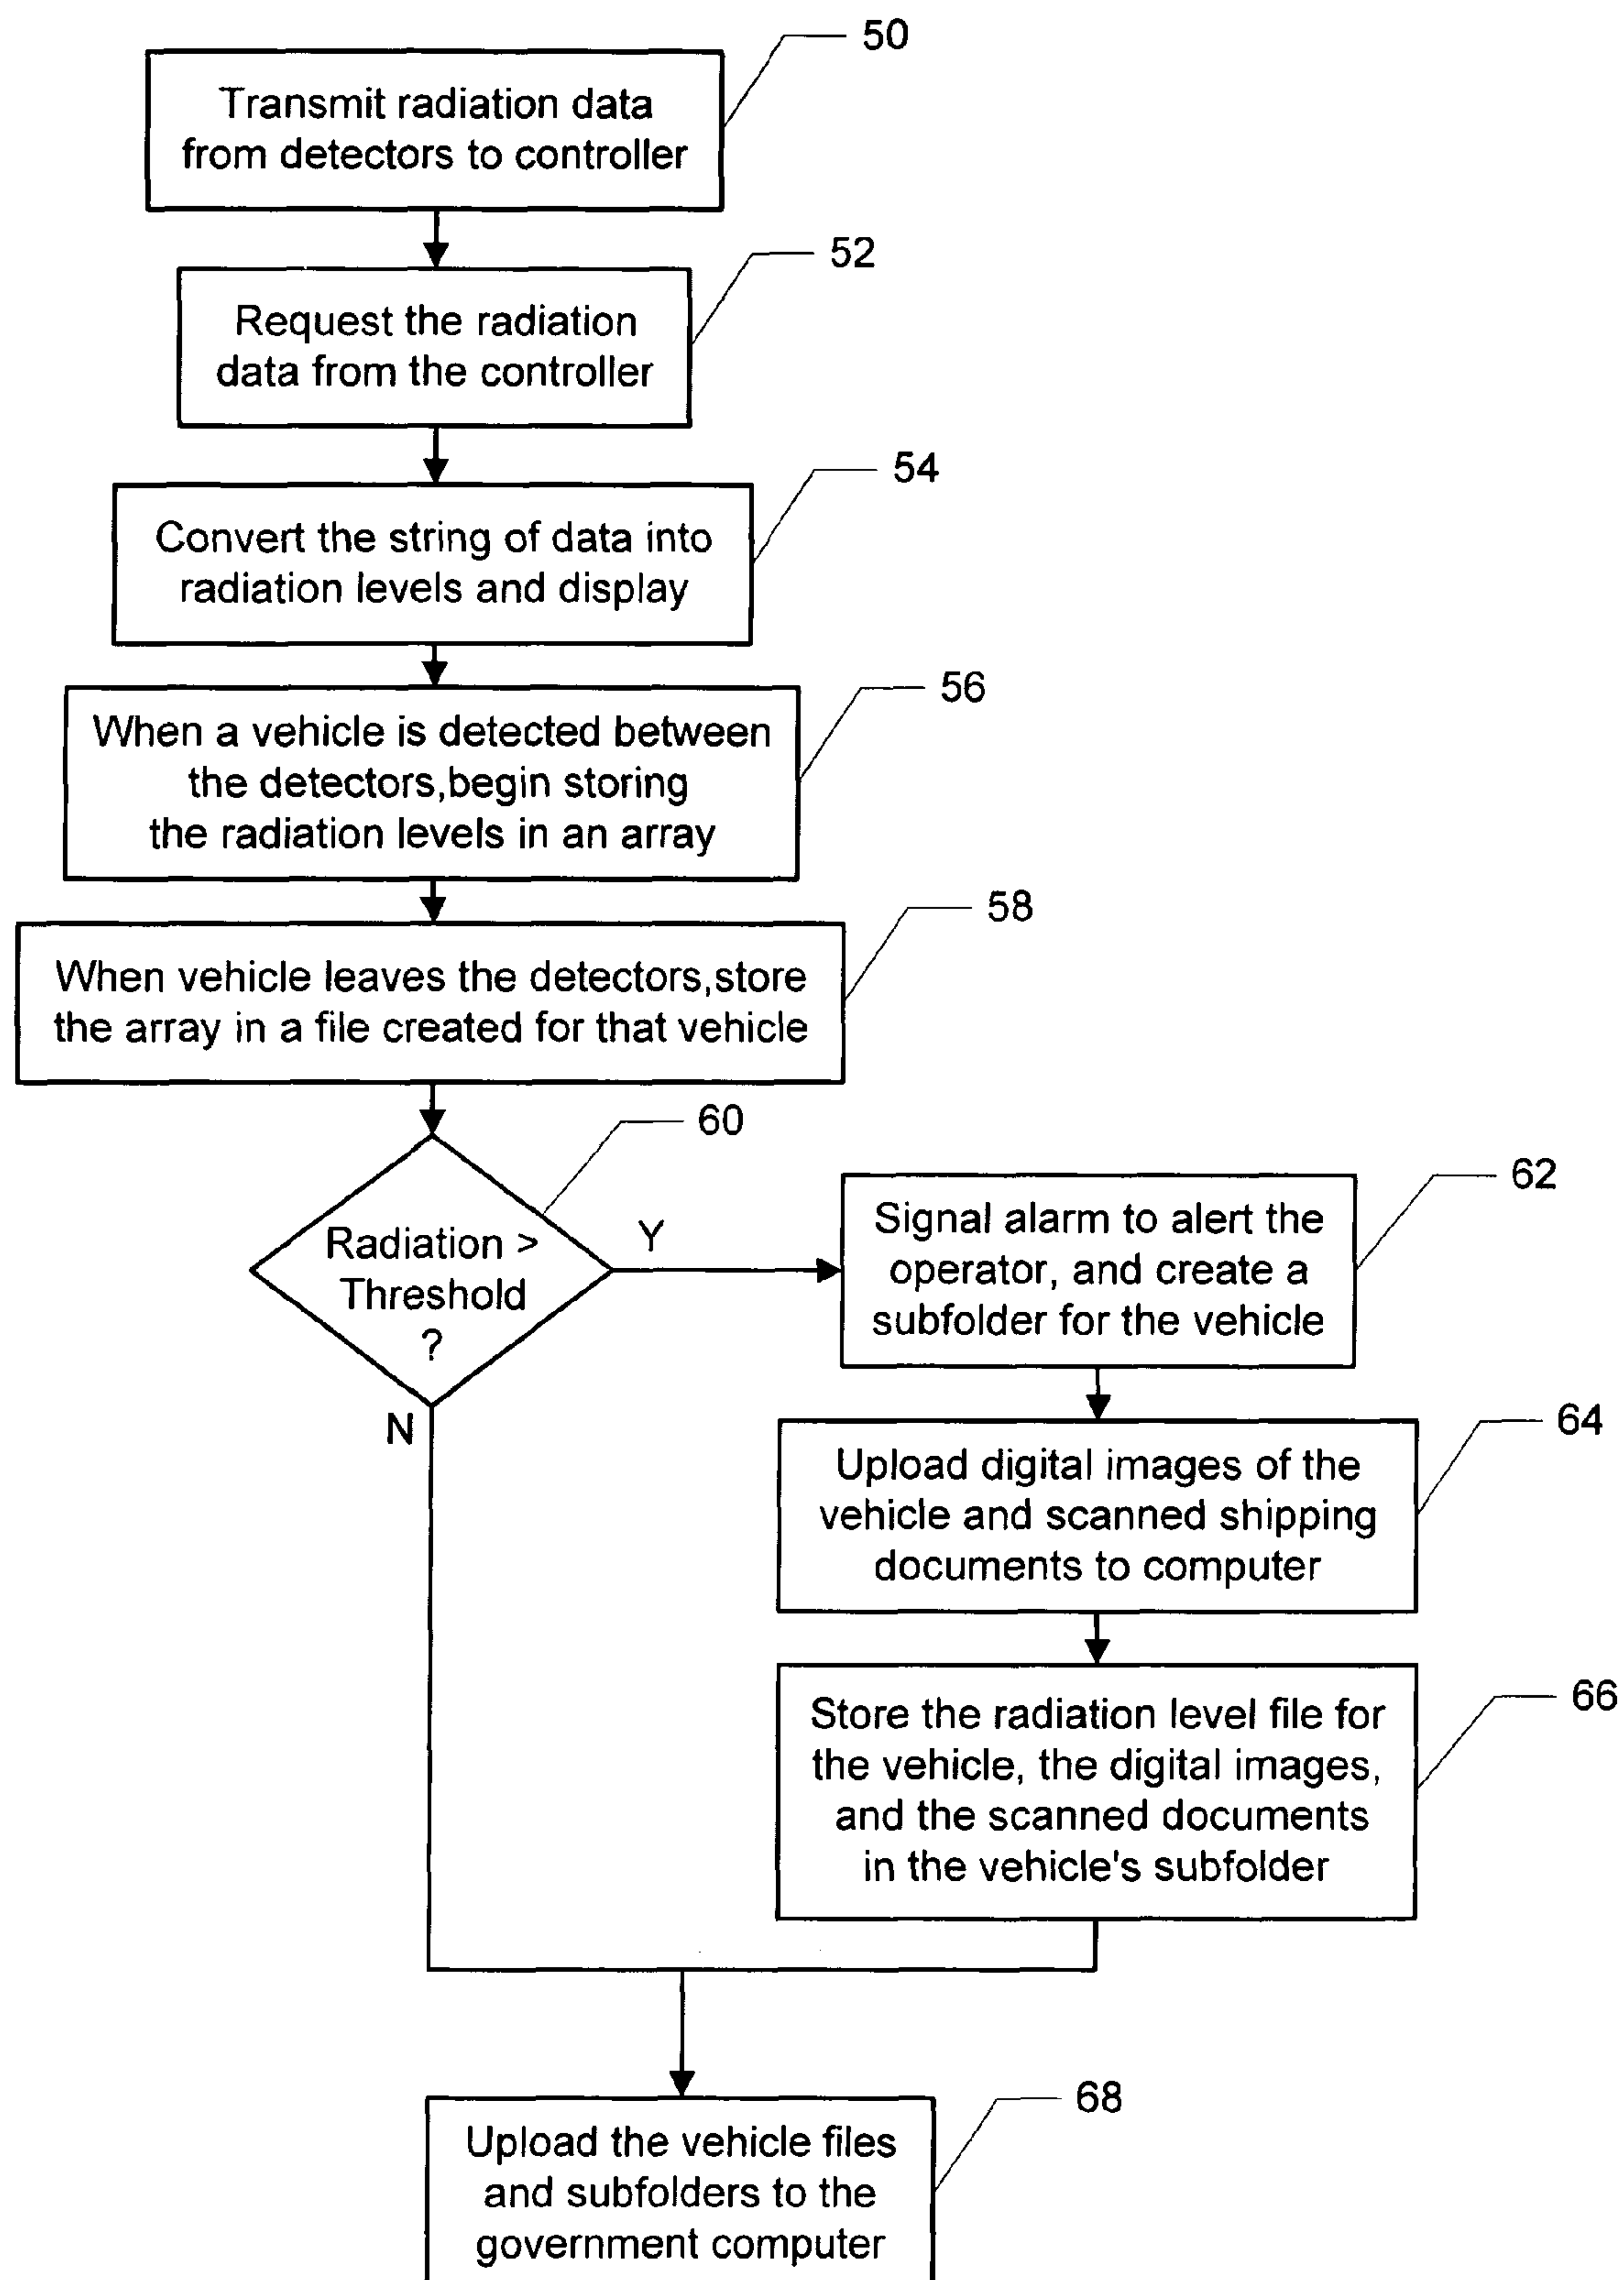 50
Transmit radiation data
from detectors to controller
52
Request the radiation
data from the controller
54
Convert the string of data into
radiation levels and display
56
When a vehicle is detected between
the detectors,begin storing
the radiation levels in an array
58
When vehicle leaves the detectors,store
the array in a file created for that vehicle
60
Radiation >
Threshold
?
Y
N
62
Signal alarm to alert the
operator, and create a
subfolder for the vehicle
64
Upload digital images of the
vehicle and scanned shipping
documents to computer
66
Store the radiation level file for
the vehicle, the digital images,
and the scanned documents
in the vehicle's subfolder
68
Upload the vehicle files
and subfolders to the
government computer